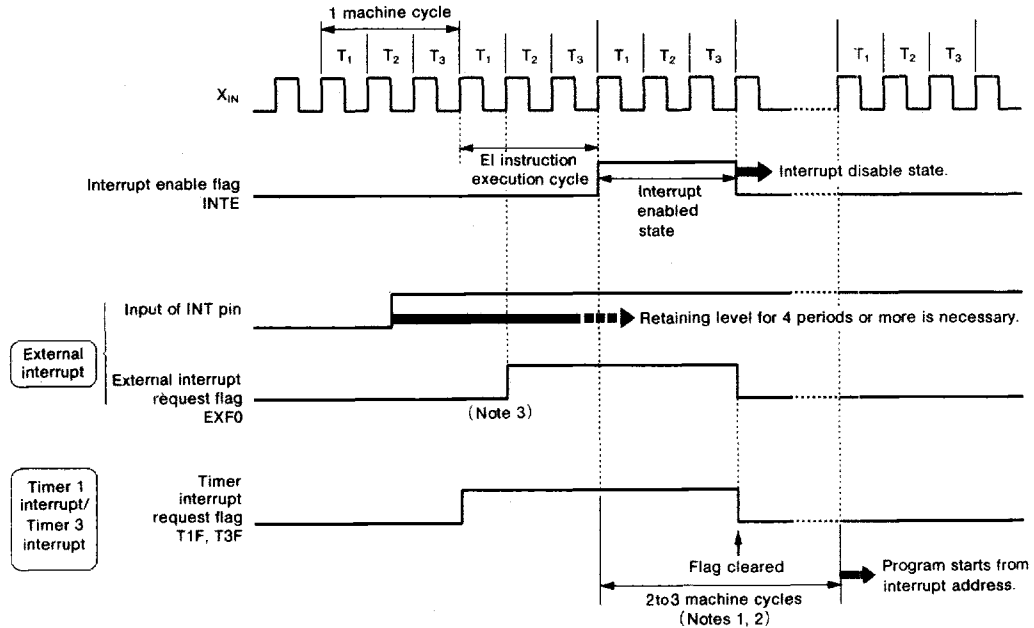 1 machine cycle
T1 T2 T3 T1 T2 T3 T1 T2 T3 T1 T2 T3
XIN
EI instruction
execution cycle
Interrupt enable flag
INTE
Interrupt
enabled
state
Interrupt disable state.
Input of INT pin
Retaining level for 4 periods or more is necessary.
External
interrupt
External interrupt
rèquest flag
EXF0
(Note 3)
Timer 1
interrupt/
Timer 3
interrupt
Timer
interrupt
request flag
T1F, T3F
Flag cleared
2to3 machine cycles
(Notes 1, 2)
Program starts from
interrupt address.